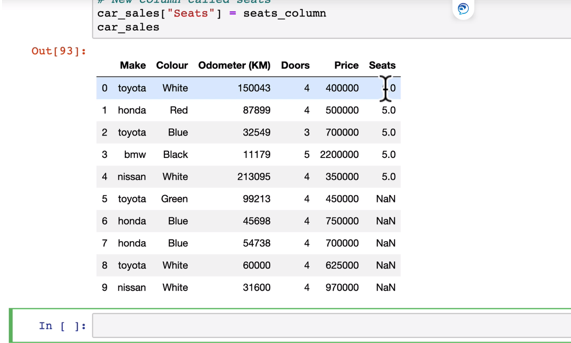 # New column called seats
car_sales["Seats"] = seats_column
car_sales
Out[93]:
Make Colour Odometer (KM) Doors Price Seats
0 toyota White 150043 4 400000
1 honda Red 87899 4 500000 5.0
2 toyota Blue 32549 3 700000 5.0
3 bmw Black 11179 5 2200000 5.0
4 nissan White 213095 4 350000 5.0
5 toyota Green 99213 4 450000 NaN
6 honda Blue 45698 4 750000 NaN
7 honda Blue 54738 4 700000 NaN
8 toyota White 60000 4 625000 NaN
9 nissan White 31600 4 970000 NaN
In [ ]: